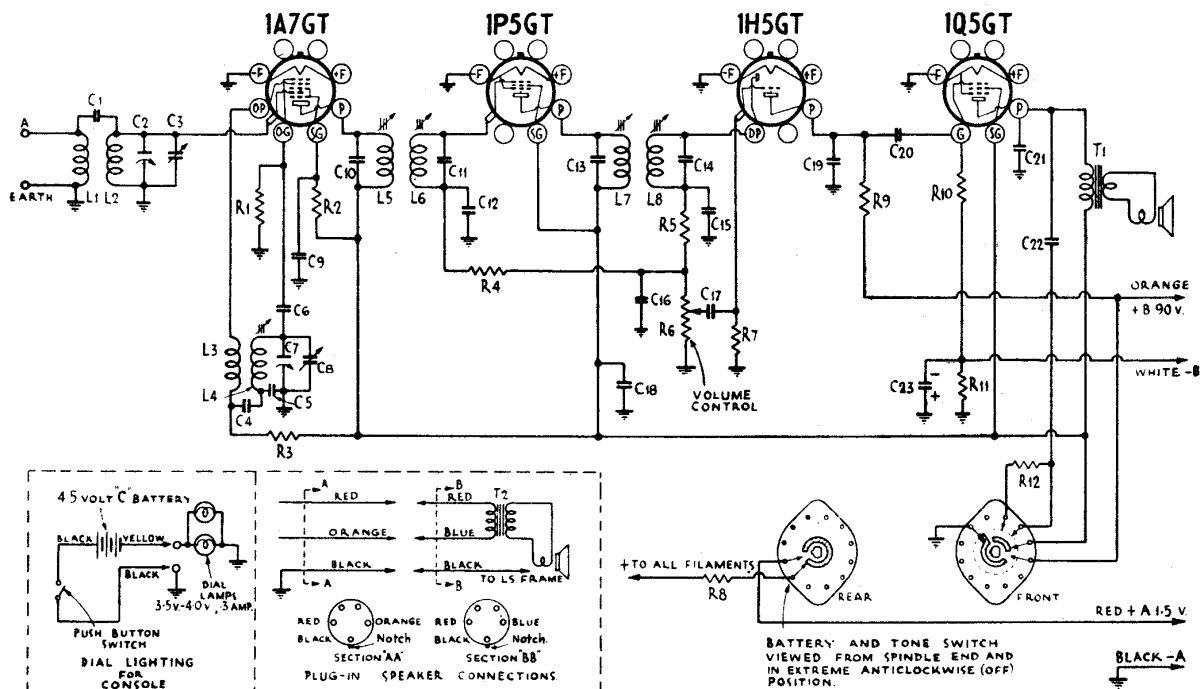 1A7GT
1P5GT
1H5GT
1Q5GT
-F
+F
-F
+F
-F
+F
-F
+F
OP
P
P
DP
P
P
OG
SG
SG
G
SG
A
C1
C2
C3
EARTH
L1
L2
R1
R2
C9
C10
L5
L6
C11
C12
C13
L7
L8
C14
C15
R5
C19
C20
R9
R10
C21
T1
C22
R4
C16
C17
R6
R7
C6
L3
C7
C8
L4
C4
C5
C18
VOLUME
CONTROL
C23
R11
ORANGE
+B 90 V.
WHITE -B
R3
R12
4·5 VOLT "C" BATTERY
BLACK
YELLOW
BLACK
DIAL
LAMPS
3·5V-4·0V ·3 AMP.
PUSH BUTTON
SWITCH
DIAL LIGHTING
FOR
CONSOLE
A
RED
ORANGE
BLACK
A
B
RED
BLUE
BLACK
B
T2
TO LS FRAME
RED
ORANGE
BLACK
Notch
SECTION "AA"
RED
BLUE
BLACK
Notch.
SECTION "BB"
PLUG-IN SPEAKER CONNECTIONS.
+TO ALL FILAMENTS
R8
REAR
FRONT
RED + A 1·5 V.
BATTERY AND TONE SWITCH
VIEWED FROM SPINDLE END AND
IN EXTREME ANTICLOCKWISE (OFF)
POSITION.
BLACK-A